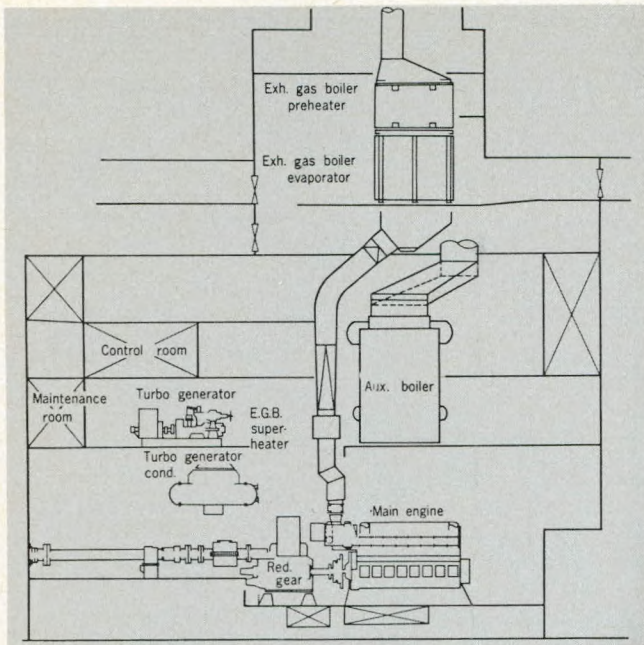 Exh. gas boiler
preheater
Exh. gas boiler
evaporator
Control room
Aux. boiler
Maintenance
room
Turbo generator
E.G.B.
super-
heater
Turbo generator
cond.
Main engine
Red.
gear